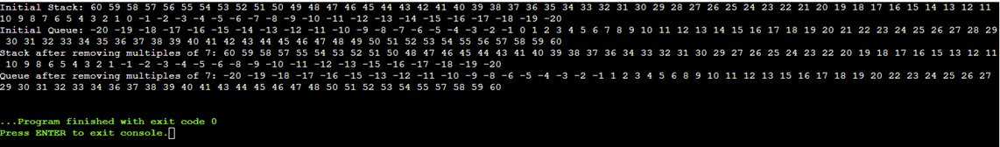 Initial Stack: 60 59 58 57 56 55 54 53 52 51 50 49 48 47 46 45 44 43 42 41 40 39 38 37 36 35 34 33 32 31 30 29 28 27 26 25 24 23 22 21 20 19 18 17 16 15 14 13 12 11
10 9 8 7 6 5 4 3 2 1 0 -1 -2 -3 -4 -5 -6 -7 -8 -9 -10 -11 -12 -13 -14 -15 -16 -17 -18 -19 -20
Initial Queue: -20 -19 -18 -17 -16 -15 -14 -13 -12 -11 -10 -9 -8 -7 -6 -5 -4 -3 -2 -1 0 1 2 3 4 5 6 7 8 9 10 11 12 13 14 15 16 17 18 19 20 21 22 23 24 25 26 27 28 29
30 31 32 33 34 35 36 37 38 39 40 41 42 43 44 45 46 47 48 49 50 51 52 53 54 55 56 57 58 59 60
Stack after removing multiples of 7: 60 59 58 57 55 54 53 52 51 50 48 47 46 45 44 43 41 40 39 38 37 36 34 33 32 31 30 29 27 26 25 24 23 22 20 19 18 17 16 15 13 12 11
10 9 8 6 5 4 3 2 1 -1 -2 -3 -4 -5 -6 -8 -9 -10 -11 -12 -13 -15 -16 -17 -18 -19 -20
Queue after removing multiples of 7: -20 -19 -18 -17 -16 -15 -13 -12 -11 -10 -9 -8 -6 -5 -4 -3 -2 -1 1 2 3 4 5 6 8 9 10 11 12 13 15 16 17 18 19 20 22 23 24 25 26 27
29 30 31 32 33 34 36 37 38 39 40 41 43 44 45 46 47 48 50 51 52 53 54 55 57 58 59 60
...Program finished with exit code 0
Press ENTER to exit console.